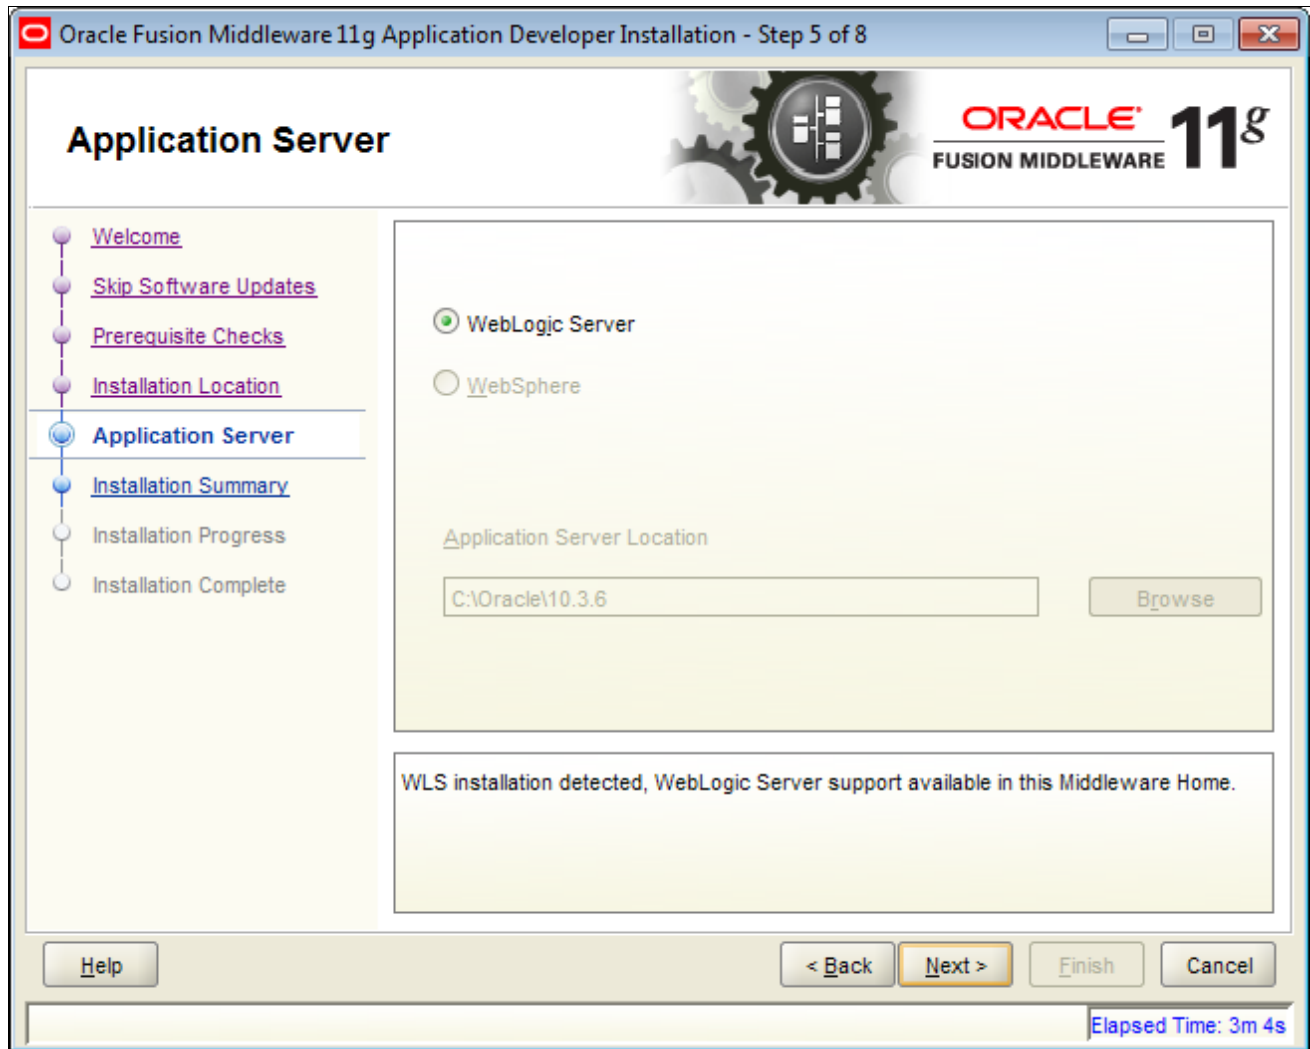 Oracle Fusion Middleware 11g Application Developer Installation - Step 5 of 8
Application Server
ORACLE
FUSION MIDDLEWARE
11g
Welcome
Skip Software Updates
Prerequisite Checks
Installation Location
Application Server
Installation Summary
Installation Progress
Installation Complete
WebLogic Server
WebSphere
Application Server Location
C:\Oracle\10.3.6
Browse
WLS installation detected, WebLogic Server support available in this Middleware Home.
Help
< Back
Next >
Finish
Cancel
Elapsed Time: 3m 4s